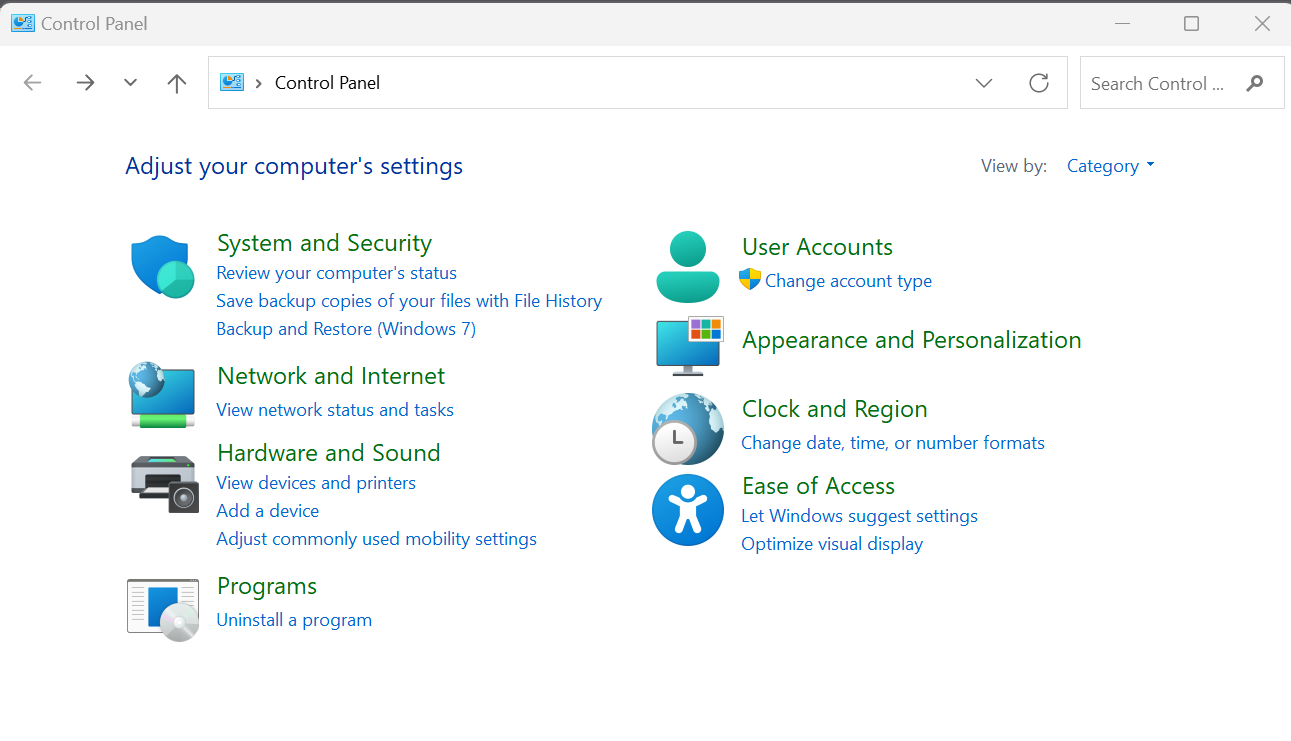 Control Panel
Control Panel
Search Control ...
Adjust your computer's settings
View by: Category
System and Security
Review your computer's status
Save backup copies of your files with File History
Backup and Restore (Windows 7)
Network and Internet
View network status and tasks
Hardware and Sound
View devices and printers
Add a device
Adjust commonly used mobility settings
Programs
Uninstall a program
User Accounts
Change account type
Appearance and Personalization
Clock and Region
Change date, time, or number formats
Ease of Access
Let Windows suggest settings
Optimize visual display